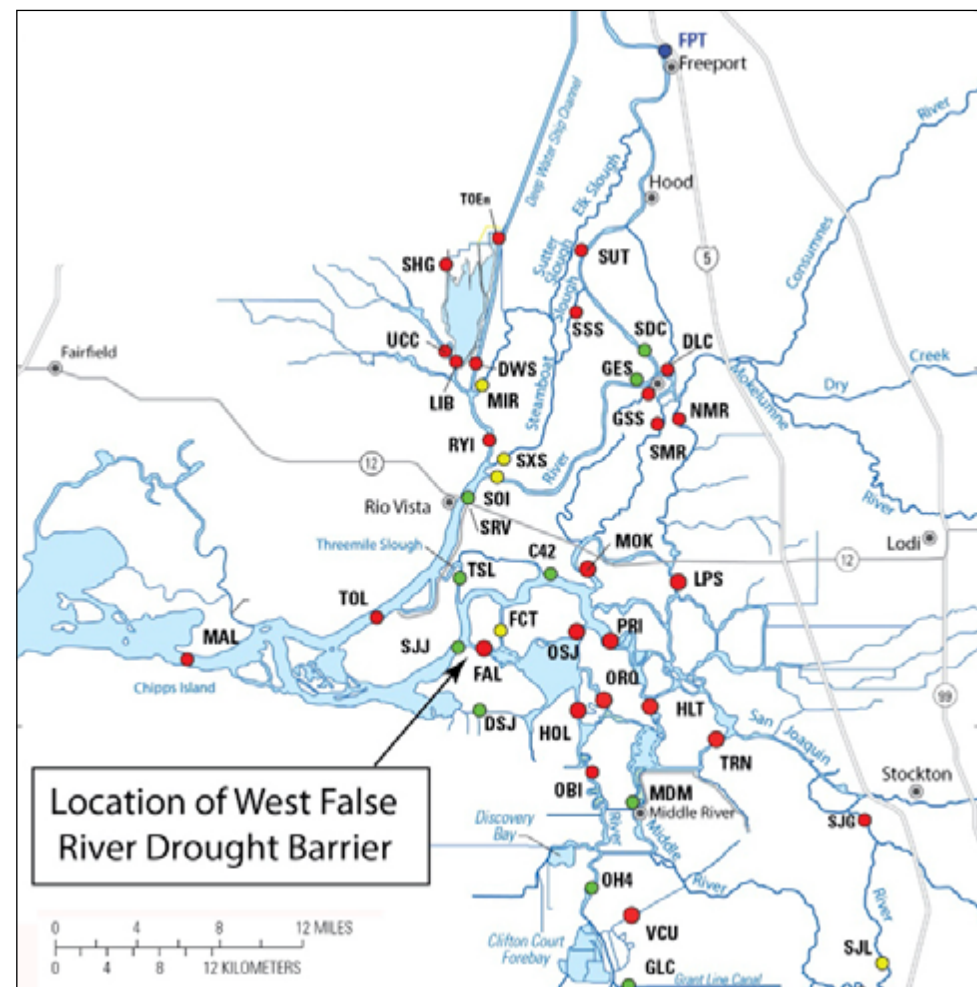 FPT
Freeport
River
Deep Water Ship Channel
Elk Slough
Hood
TOEn
Sutter Slough
Consumnes
5
SHG
SUT
Slough
SSS
SDC
DLC
UCC
Fairfield
DWS
GES
Creek
Dry
LIB
MIR
Steamboat
GSS
NMR
Mokelumne
RYI
SXS
SMR
River
12
Rio Vista
SOI
SRV
River
Lodi
Threemile Slough
C42
MOK
12
TSL
LPS
TOL
FCT
PRI
MAL
SJJ
OSJ
FAL
ORQ
Chipps Island
99
DSJ
HOL
HLT
San Joaquin
TRN
Location of West False
River Drought Barrier
Stockton
OBI
MDM
Middle River
SJG
Discovery
Bay
River
Middle
River
OH4
River
0 4 8 12 MILES
0 4 8 12 KILOMETERS
VCU
Clifton Court
Forebay
SJL
GLC
Grant Line Canal